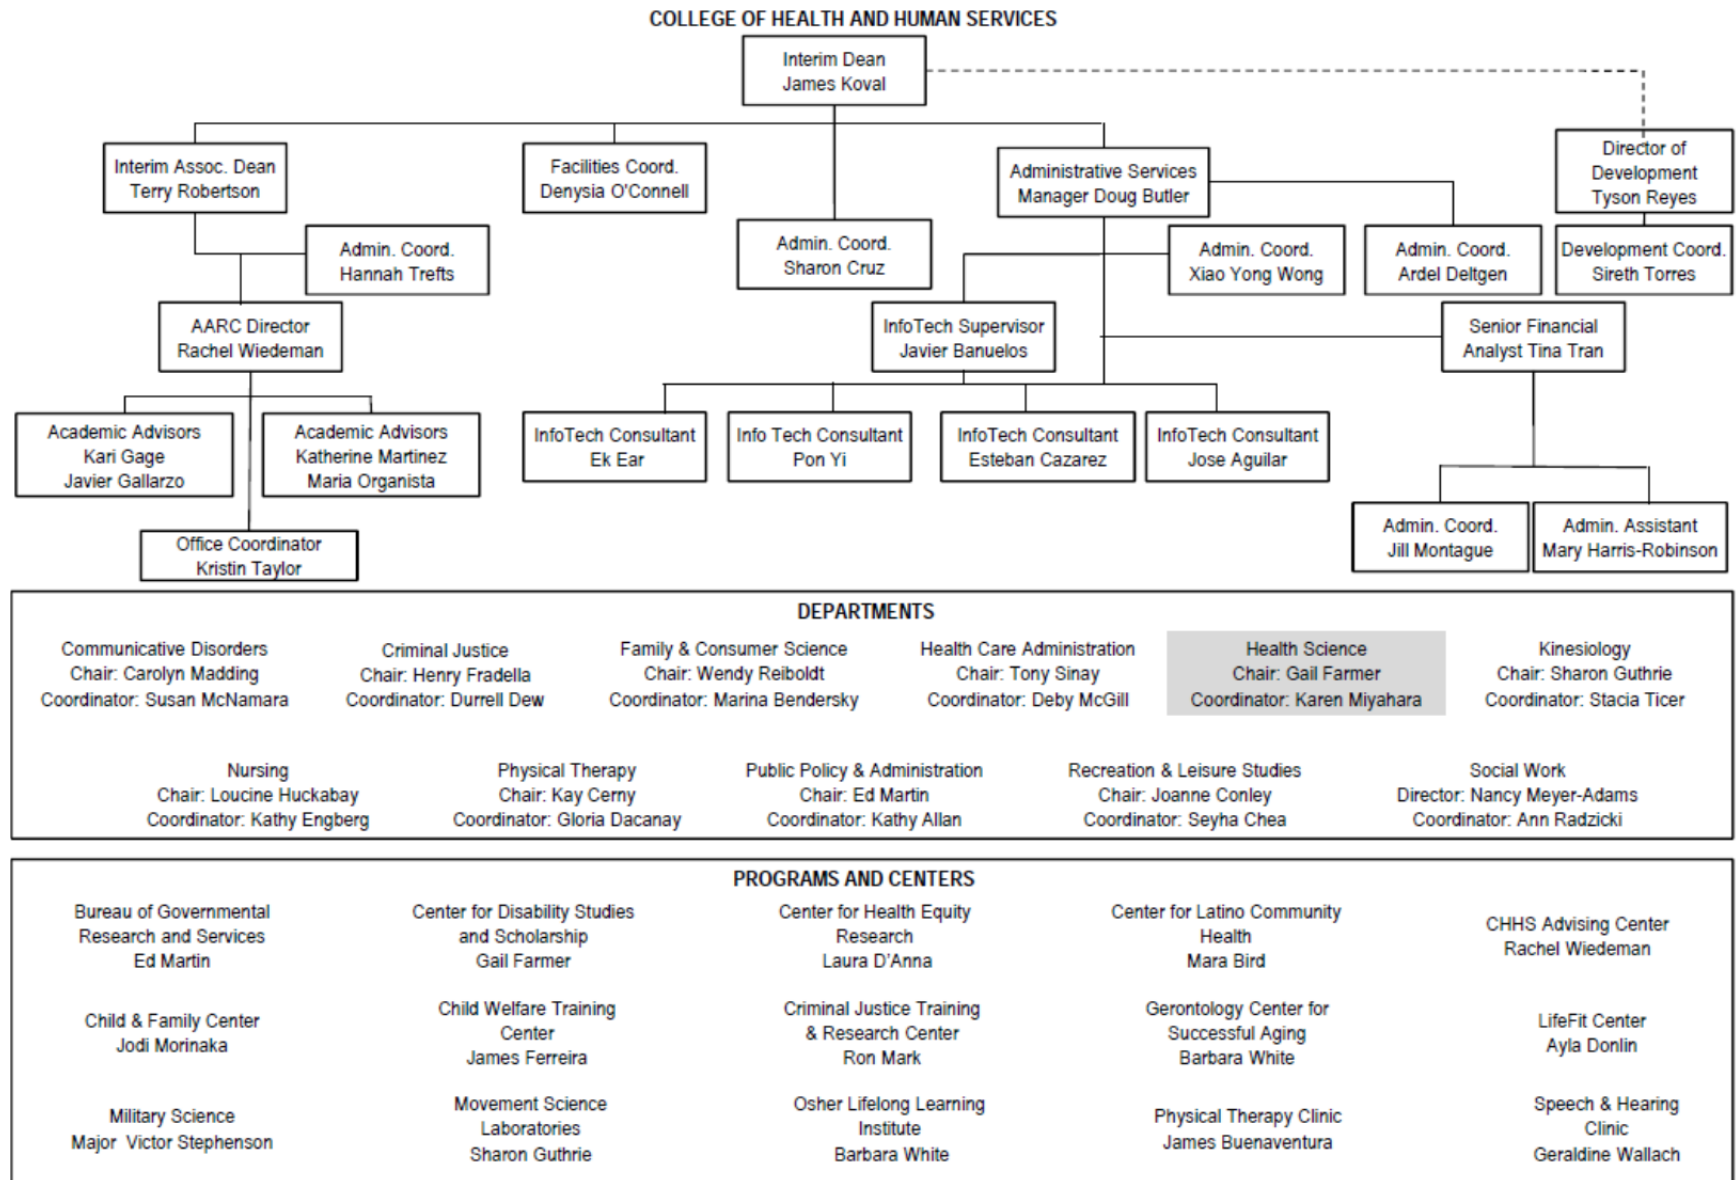 COLLEGE OF HEALTH AND HUMAN SERVICES
Interim Dean
James Koval
Interim Assoc. Dean
Terry Robertson
Facilities Coord.
Denysia O'Connell
Administrative Services
Manager Doug Butler
Director of
Development
Tyson Reyes
Admin. Coord.
Hannah Trefts
Admin. Coord.
Sharon Cruz
Admin. Coord.
Xiao Yong Wong
Admin. Coord.
Ardel Deltgen
Development Coord.
Sireth Torres
AARC Director
Rachel Wiedeman
InfoTech Supervisor
Javier Banuelos
Senior Financial
Analyst Tina Tran
Academic Advisors
Kari Gage
Javier Gallarzo
Academic Advisors
Katherine Martinez
Maria Organista
InfoTech Consultant
Ek Ear
Info Tech Consultant
Pon Yi
InfoTech Consultant
Esteban Cazarez
InfoTech Consultant
Jose Aguilar
Office Coordinator
Kristin Taylor
Admin. Coord.
Jill Montague
Admin. Assistant
Mary Harris-Robinson
DEPARTMENTS
Communicative Disorders
Chair: Carolyn Madding
Coordinator: Susan McNamara
Criminal Justice
Chair: Henry Fradella
Coordinator: Durrell Dew
Family & Consumer Science
Chair: Wendy Reiboldt
Coordinator: Marina Bendersky
Health Care Administration
Chair: Tony Sinay
Coordinator: Deby McGill
Health Science
Chair: Gail Farmer
Coordinator: Karen Miyahara
Kinesiology
Chair: Sharon Guthrie
Coordinator: Stacia Ticer
Nursing
Chair: Loucine Huckabay
Coordinator: Kathy Engberg
Physical Therapy
Chair: Kay Cerny
Coordinator: Gloria Dacanay
Public Policy & Administration
Chair: Ed Martin
Coordinator: Kathy Allan
Recreation & Leisure Studies
Chair: Joanne Conley
Coordinator: Seyha Chea
Social Work
Director: Nancy Meyer-Adams
Coordinator: Ann Radzicki
PROGRAMS AND CENTERS
Bureau of Governmental
Research and Services
Ed Martin
Center for Disability Studies
and Scholarship
Gail Farmer
Center for Health Equity
Research
Laura D'Anna
Center for Latino Community
Health
Mara Bird
CHHS Advising Center
Rachel Wiedeman
Child & Family Center
Jodi Morinaka
Child Welfare Training
Center
James Ferreira
Criminal Justice Training
& Research Center
Ron Mark
Gerontology Center for
Successful Aging
Barbara White
LifeFit Center
Ayla Donlin
Military Science
Major Victor Stephenson
Movement Science
Laboratories
Sharon Guthrie
Osher Lifelong Learning
Institute
Barbara White
Physical Therapy Clinic
James Buenaventura
Speech & Hearing
Clinic
Geraldine Wallach